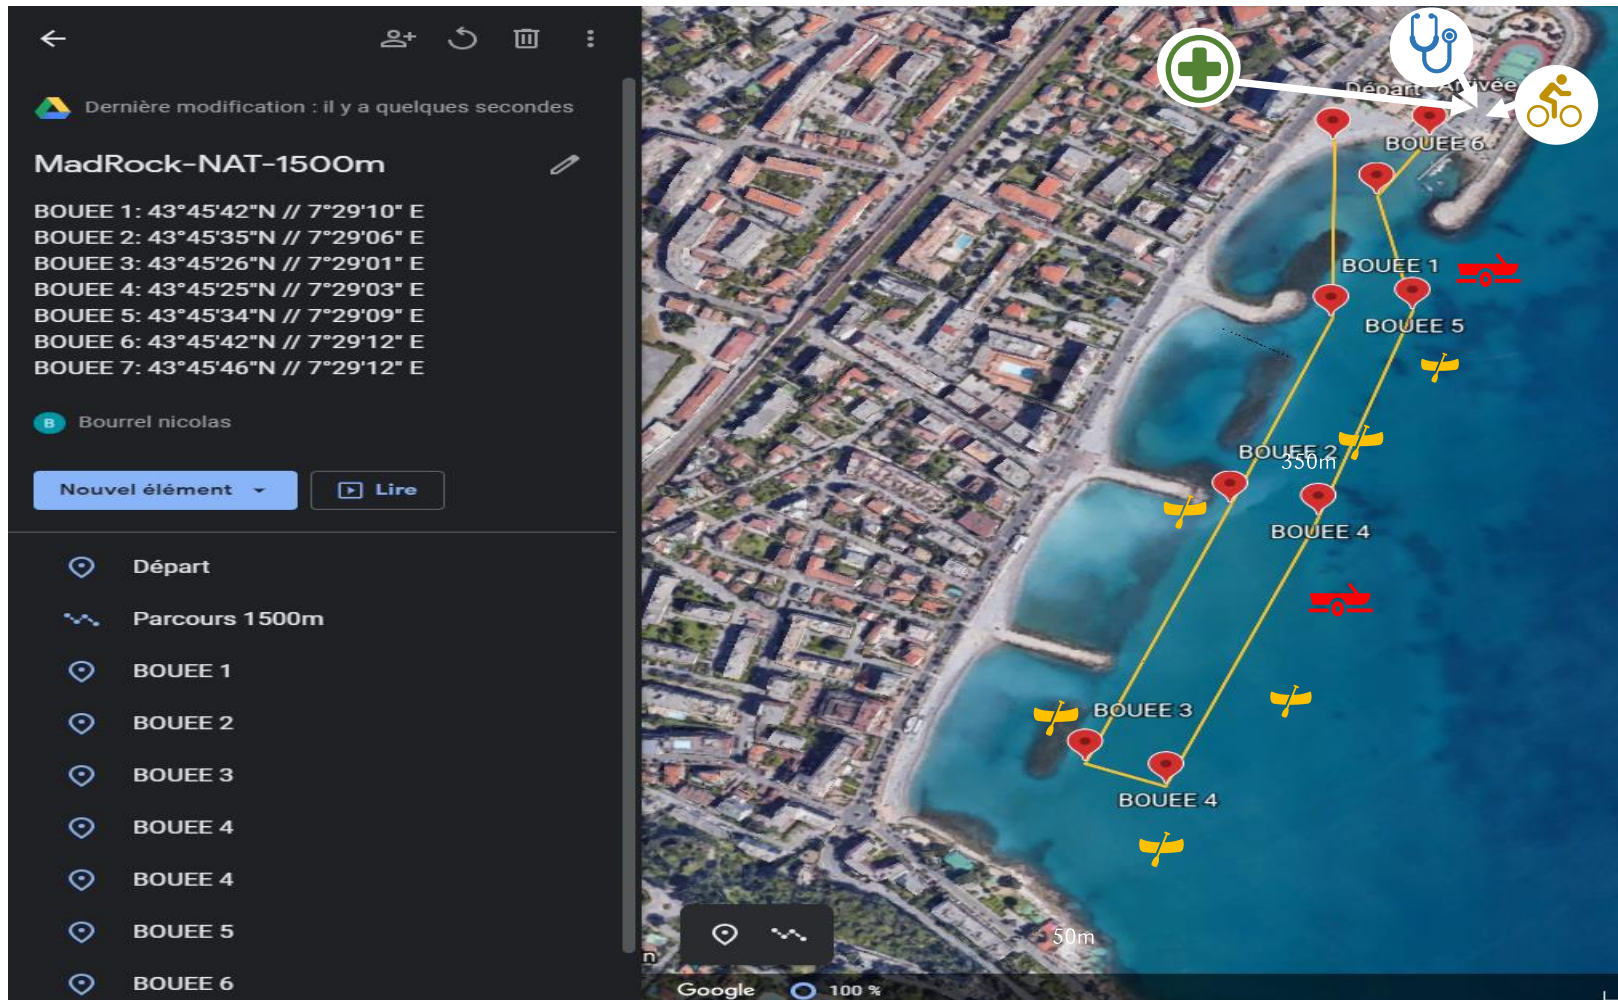 Dernière modification : il y a quelques secondes
MadRock-NAT-1500m
BOUEE 1: 43°45'42"N // 7°29'10" E
BOUEE 2: 43°45'35"N // 7°29'06" E
BOUEE 3: 43°45'26"N // 7°29'01" E
BOUEE 4: 43°45'25"N // 7°29'03" E
BOUEE 5: 43°45'34"N // 7°29'09" E
BOUEE 6: 43°45'42"N // 7°29'12" E
BOUEE 7: 43°45'46"N // 7°29'12" E
B
Bourrel nicolas
Nouvel élément
Lire
Départ
Parcours 1500m
BOUEE 1
BOUEE 2
BOUEE 3
BOUEE 4
BOUEE 4
BOUEE 5
BOUEE 6
Départ
Arrivée
BOUEE 6
BOUEE 1
BOUEE 5
BOUEE 2
350m
BOUEE 4
BOUEE 3
BOUEE 4
50m
n
Google
100 %